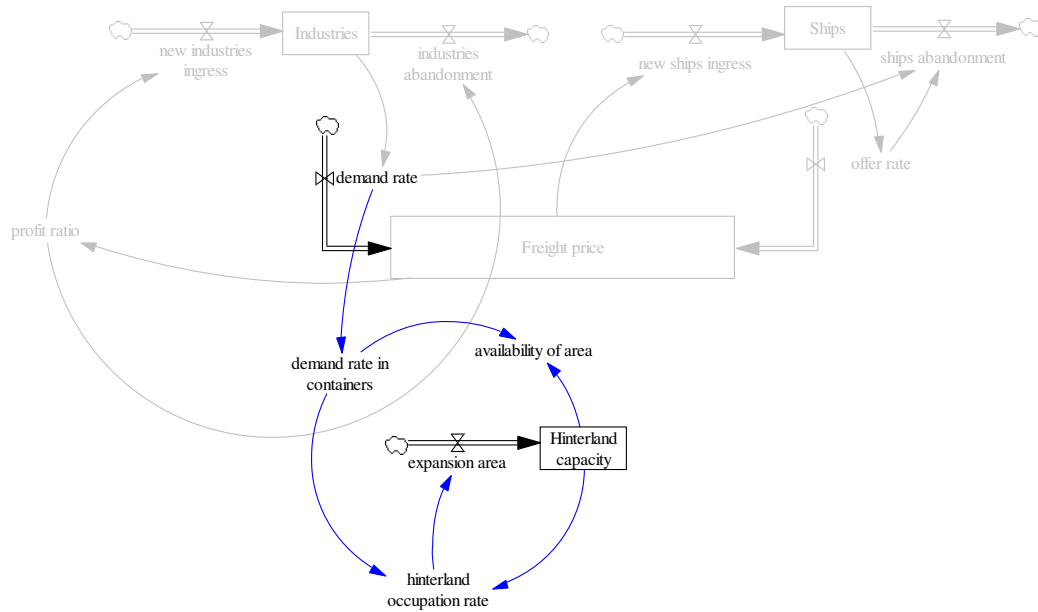 Industries
Ships
new industries
ingress
industries
abandonment
new ships ingress
ships abandonment
demand rate
offer rate
profit ratio
Freight price
demand rate in
containers
availability of area
Hinterland
capacity
expansion area
hinterland
occupation rate